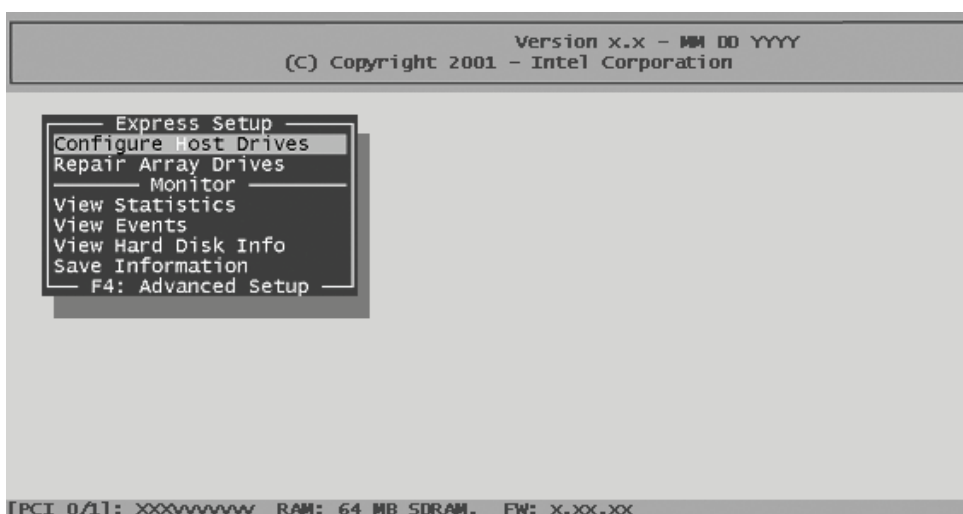 Version x.x - MM DD YYYY
(C) Copyright 2001 - Intel Corporation
Express Setup
Configure Host Drives
Repair Array Drives
Monitor
View Statistics
View Events
View Hard Disk Info
Save Information
F4: Advanced Setup
[PCI 0/1]: XXXyyyyyyy RAM: 64 MB SDRAM. FW: x.xx.xx